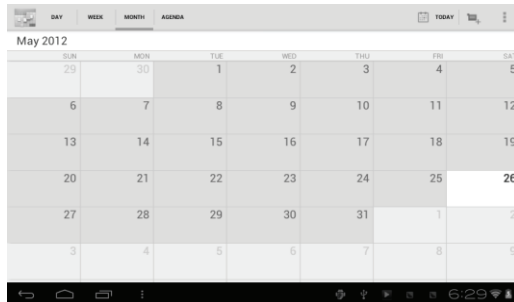 DAY WEEK MONTH AGENDA TODAY
May 2012
SUN MON TUE WED THU FRI SAT
29 30 1 2 3 4 5
6 7 8 9 10 11 12
13 14 15 16 17 18 19
20 21 22 23 24 25 26
27 28 29 30 31 1 2
3 4 5 6 7 8 9
6:29